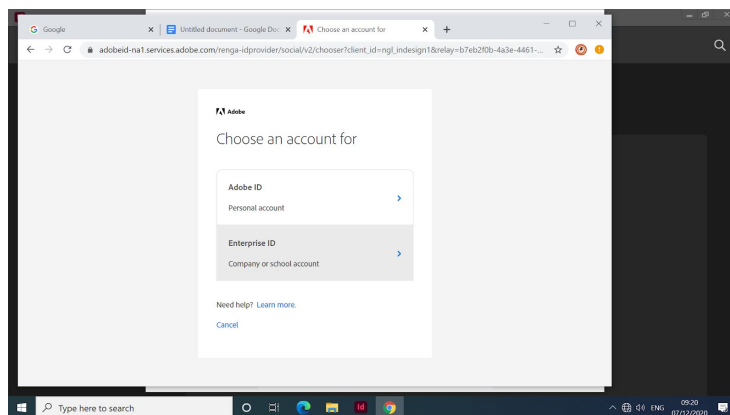 Google
Untitled document - Google Doc
Choose an account for
adobeid-na1.services.adobe.com/renga-idprovider/social/v2/chooser?client_id=ngl_indesign1&relay=b7eb2f0b-4a3e-4461-...
Adobe
Choose an account for
Adobe ID
Personal account
Enterprise ID
Company or school account
Need help? Learn more.
Cancel
Type here to search
Id
ENG
09:20
07/12/2020